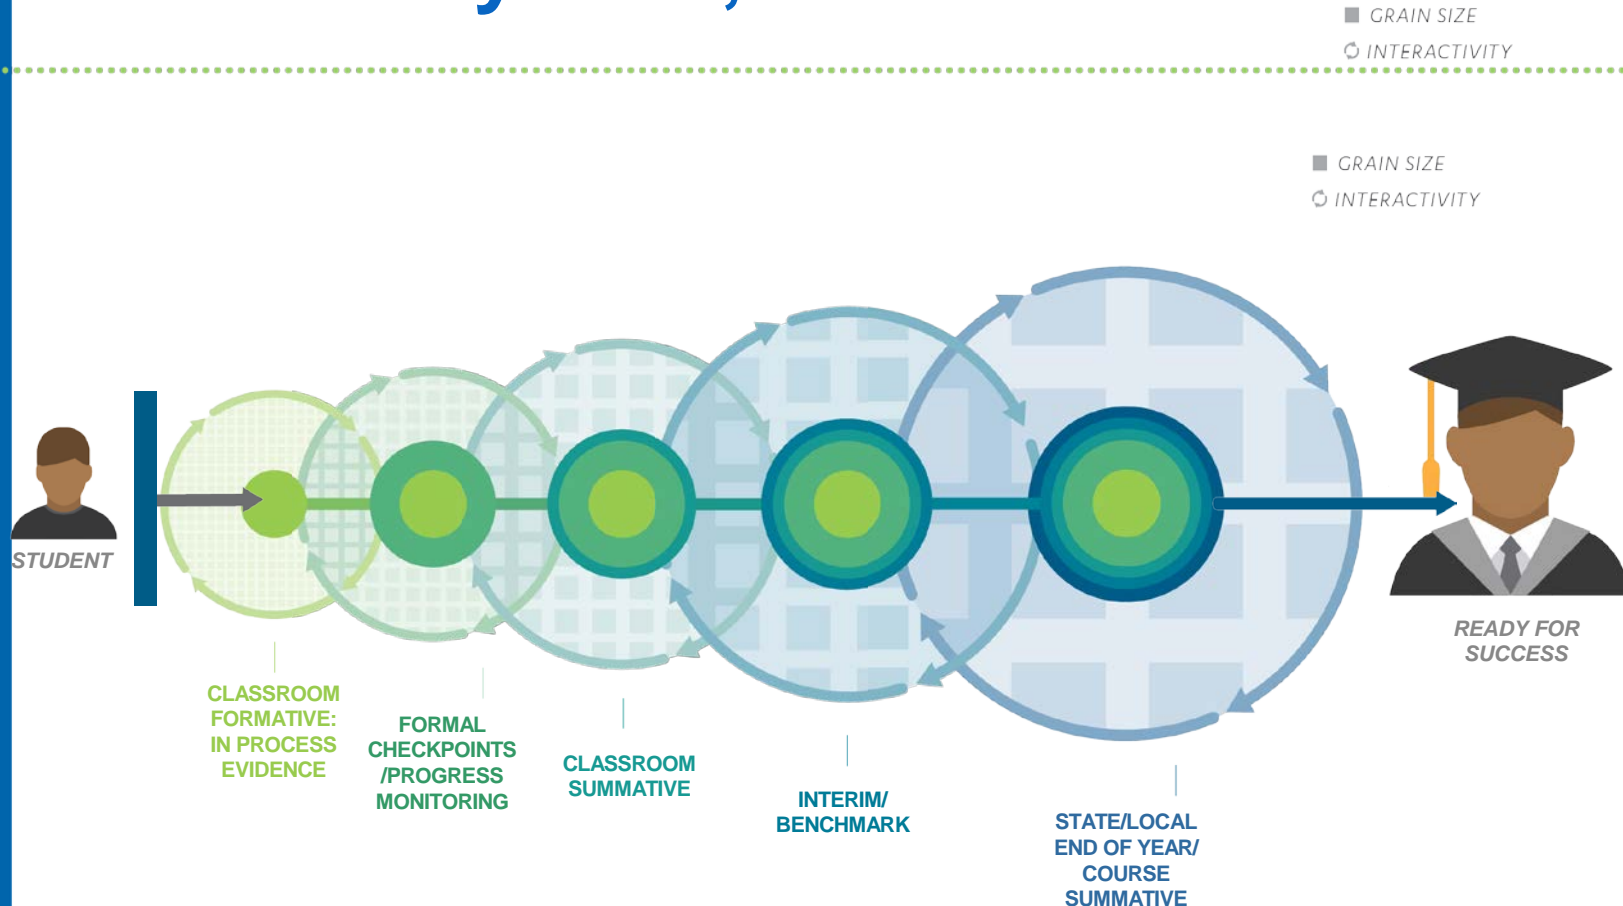 GRAIN SIZE
INTERACTIVITY
GRAIN SIZE
INTERACTIVITY
STUDENT
READY FOR
SUCCESS
CLASSROOM
FORMATIVE:
IN PROCESS
EVIDENCE
FORMAL
CHECKPOINTS
/PROGRESS
MONITORING
CLASSROOM
SUMMATIVE
INTERIM/
BENCHMARK
STATE/LOCAL
END OF YEAR/
COURSE
SUMMATIVE